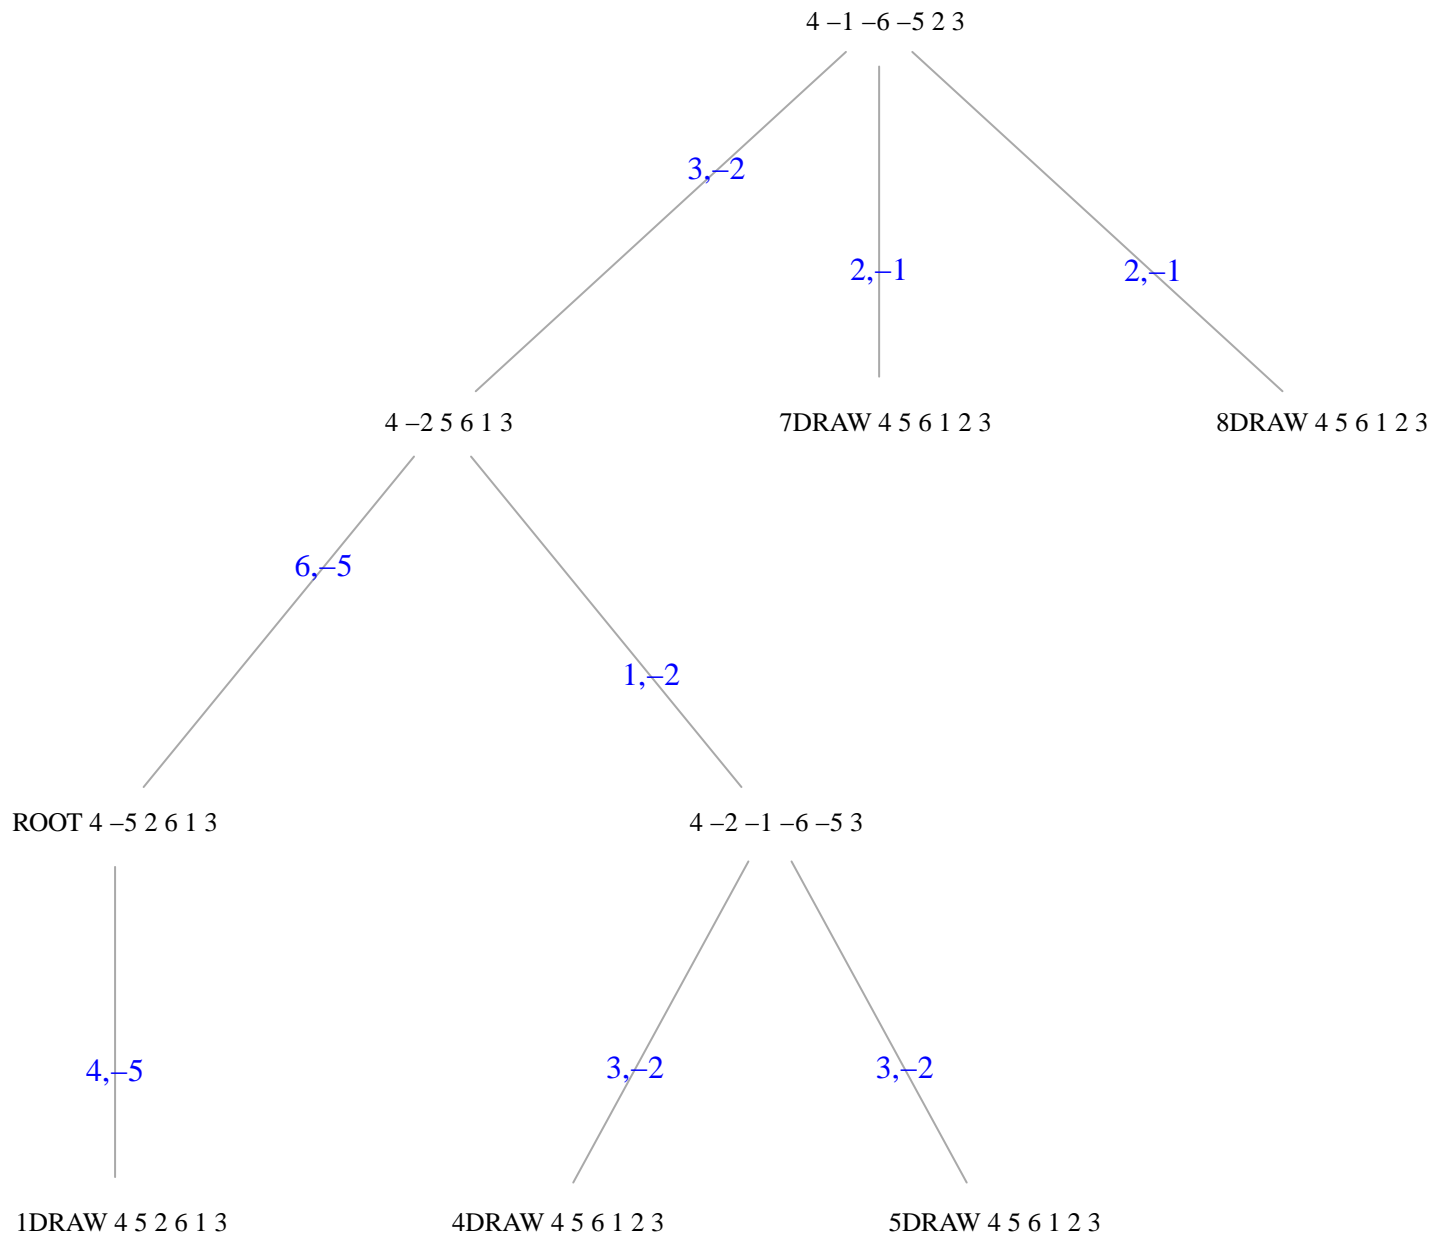 4 –1 –6 –5 2 3
3,–2
2,–1
2,–1
4 –2 5 6 1 3
7DRAW 4 5 6 1 2 3
8DRAW 4 5 6 1 2 3
6,–5
1,–2
ROOT 4 –5 2 6 1 3
4 –2 –1 –6 –5 3
4,–5
3,–2
3,–2
1DRAW 4 5 2 6 1 3
4DRAW 4 5 6 1 2 3
5DRAW 4 5 6 1 2 3